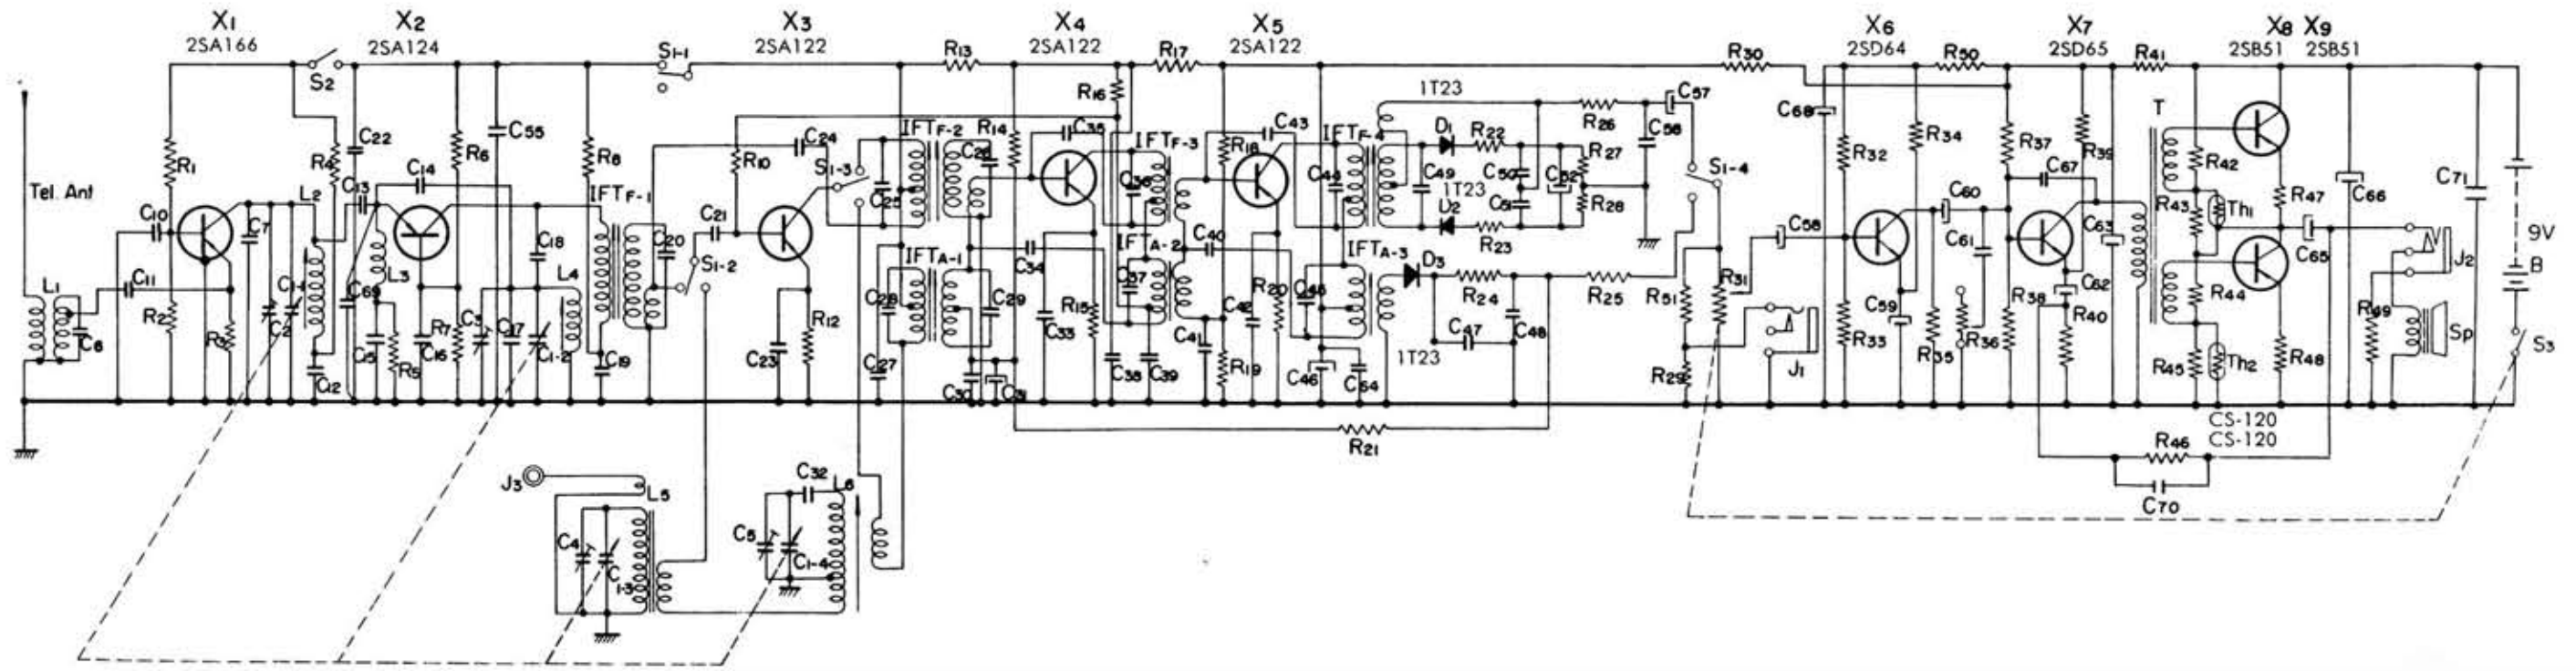 X1
2SA166
X2
2SA124
X3
2SA122
X4
2SA122
X5
2SA122
X6
2SD64
X7
2SD65
X8 X9
2SB51 2SB51
S2
S1-1
R13
R17
R30
R50
R41
R16
1T23
C57
C68
C22
C55
C24
IFTF-2
R14
C35
C43
IFTF-4
D1
R22
R26
C56
T
R1
R4
R6
R8
R10
S1-3
C26
IFTF-3
R18
R27
R32
R34
R37
R39
R42
Tel. Ant
C13
C14
C25
C36
C44
C49
C50
C52
S1-4
C67
C71
C66
L2
IFTF-1
1T23
C51
R28
C60
R43
Th1
R47
C10
C7
C21
D2
R23
C58
C61
C63
C65
9V
B
C18
C20
S1-2
IFTA-1
C34
IFTA-2
C40
IFTA-3
D3
J2
L1
C11
L3
L4
C28
C29
C37
R20
C45
R24
R25
R51
R31
C62
R44
R49
Sp
S3
C1-1
C2
C69
R2
R3
C6
C15
R5
R7
C16
C3
C17
C1-2
C19
C23
R12
C27
C33
R15
C41
C42
C47
C48
C59
R33
R35
R36
R38
R40
R45
Th2
R48
C12
C30
C31
C38
C39
R19
C46
C64
1T23
R29
J1
R21
CS-120
CS-120
R46
C70
J3
L5
C32
L6
C4
C1-3
C5
C1-4